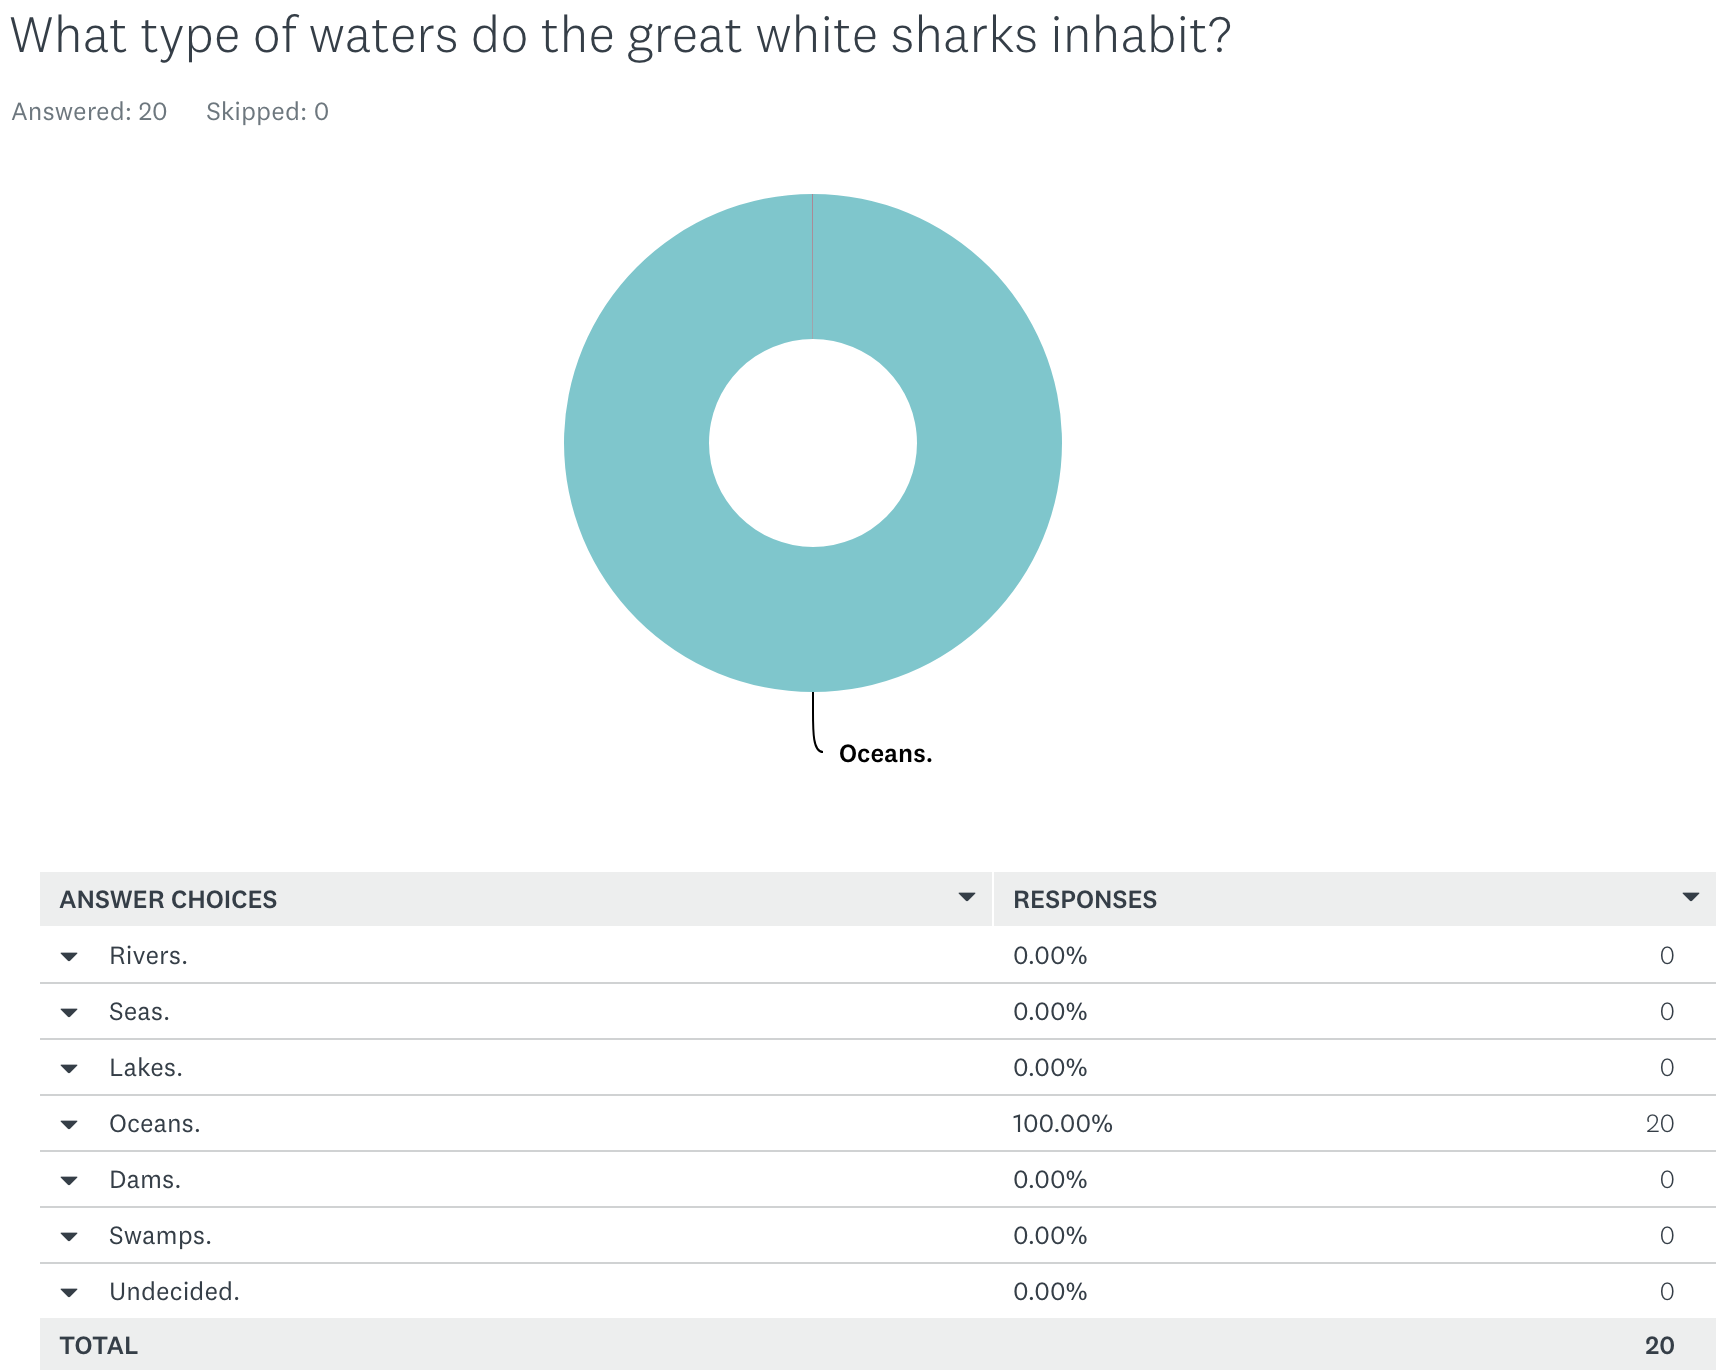 What type of waters do the great white sharks inhabit?
Answered: 20 Skipped: 0
Oceans.
ANSWER CHOICES RESPONSES
Rivers. 0.00% 0
Seas. 0.00% 0
Lakes. 0.00% 0
Oceans. 100.00% 20
Dams. 0.00% 0
Swamps. 0.00% 0
Undecided. 0.00% 0
TOTAL 20